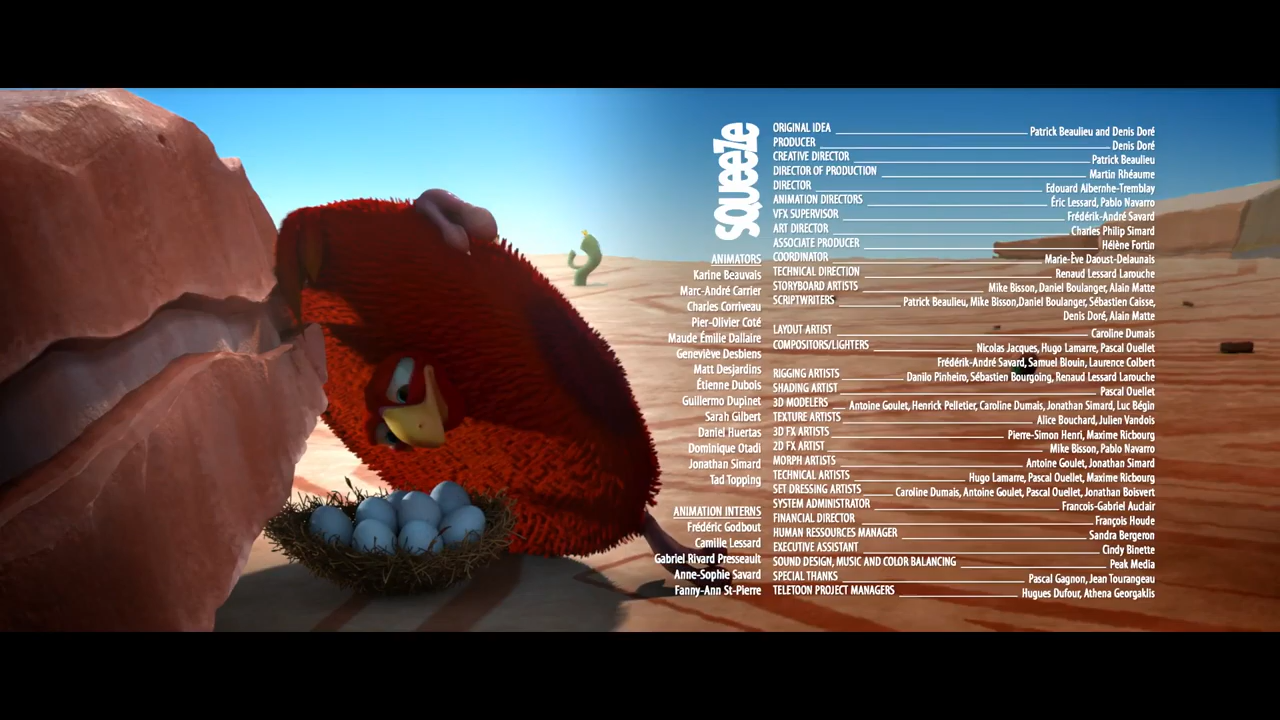 squeeze
ORIGINAL IDEA Patrick Beaulieu and Denis Doré
PRODUCER Denis Doré
CREATIVE DIRECTOR Patrick Beaulieu
DIRECTOR OF PRODUCTION Martin Rhéaume
DIRECTOR Edouard Albernhe-Tremblay
ANIMATION DIRECTORS Éric Lessard, Pablo Navarro
VFX SUPERVISOR Frédérik-André Savard
ART DIRECTOR Charles Philip Simard
ASSOCIATE PRODUCER Hélène Fortin
COORDINATOR Marie-Ève Daoust-Delaunais
TECHNICAL DIRECTION Renaud Lessard Larouche
STORYBOARD ARTISTS Mike Bisson, Daniel Boulanger, Alain Matte
SCRIPTWRITERS Patrick Beaulieu, Mike Bisson,Daniel Boulanger, Sébastien Caisse,
Denis Doré, Alain Matte
LAYOUT ARTIST Caroline Dumais
COMPOSITORS/LIGHTERS Nicolas Jacques, Hugo Lamarre, Pascal Ouellet
Frédérik-André Savard, Samuel Blouin, Laurence Colbert
RIGGING ARTISTS Danilo Pinheiro, Sébastien Bourgoing, Renaud Lessard Larouche
SHADING ARTIST Pascal Ouellet
3D MODELERS Antoine Goulet, Henrick Pelletier, Caroline Dumais, Jonathan Simard, Luc Bégin
TEXTURE ARTISTS Alice Bouchard, Julien Vandois
3D FX ARTISTS Pierre-Simon Henri, Maxime Ricbourg
2D FX ARTIST Mike Bisson, Pablo Navarro
MORPH ARTISTS Antoine Goulet, Jonathan Simard
TECHNICAL ARTISTS Hugo Lamarre, Pascal Ouellet, Maxime Ricbourg
SET DRESSING ARTISTS Caroline Dumais, Antoine Goulet, Pascal Ouellet, Jonathan Boisvert
SYSTEM ADMINISTRATOR Francois-Gabriel Auclair
FINANCIAL DIRECTOR François Houde
HUMAN RESSOURCES MANAGER Sandra Bergeron
EXECUTIVE ASSISTANT Cindy Binette
SOUND DESIGN, MUSIC AND COLOR BALANCING Peak Media
SPECIAL THANKS Pascal Gagnon, Jean Tourangeau
TELETOON PROJECT MANAGERS Hugues Dufour, Athena Georgaklis
ANIMATORS
Karine Beauvais
Marc-André Carrier
Charles Corriveau
Pier-Olivier Coté
Maude Émilie Dallaire
Geneviève Desbiens
Matt Desjardins
Étienne Dubois
Guillermo Dupinet
Sarah Gilbert
Daniel Huertas
Dominique Otadi
Jonathan Simard
Tad Topping
ANIMATION INTERNS
Frédéric Godbout
Camille Lessard
Gabriel Rivard Presseault
Anne-Sophie Savard
Fanny-Ann St-Pierre